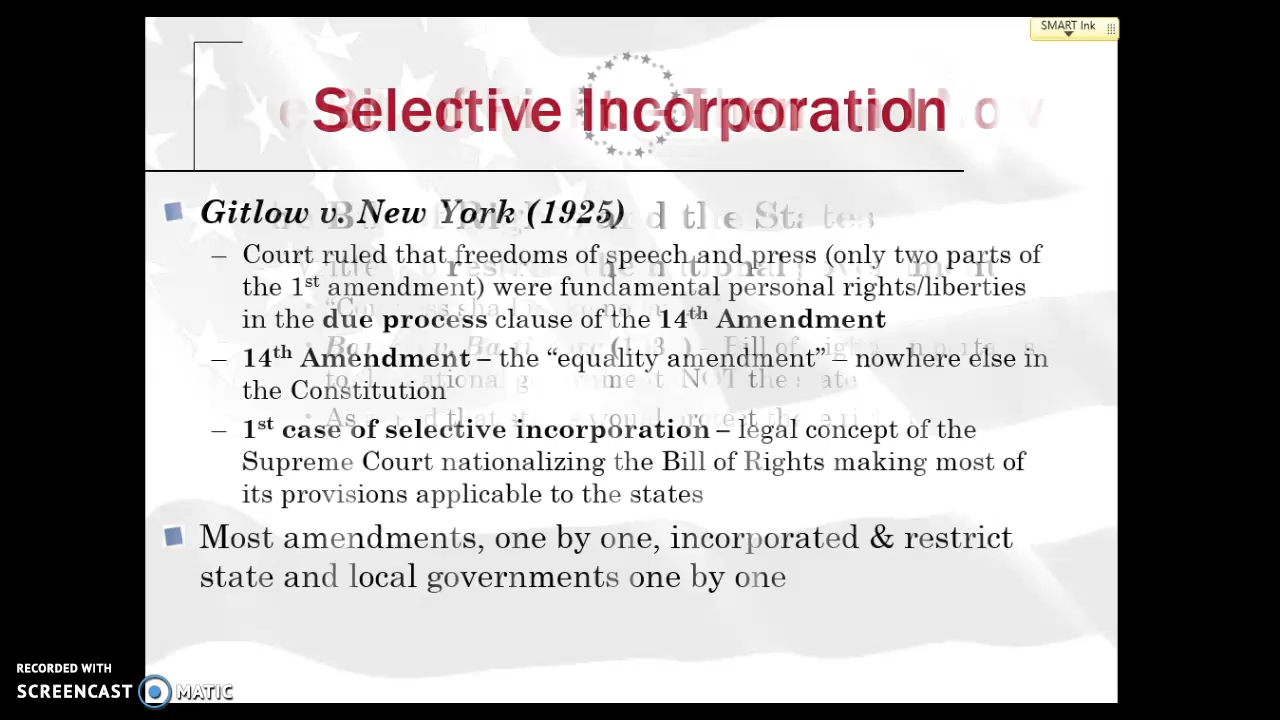 SMART Ink
Selective Incorporation
Gitlow v. New York (1925)
– Court ruled that freedoms of speech and press (only two parts of
the 1st amendment) were fundamental personal rights/liberties
in the due process clause of the 14th Amendment
– 14th Amendment – the “equality amendment” – nowhere else in
the Constitution
– 1st case of selective incorporation – legal concept of the
Supreme Court nationalizing the Bill of Rights making most of
its provisions applicable to the states
Most amendments, one by one, incorporated & restrict
state and local governments one by one
RECORDED WITH
SCREENCAST MATIC